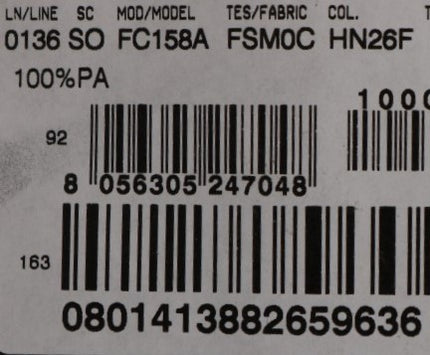 LN/LINE SC MOD/MODEL TES/FABRIC COL.
0136 SO FC158A FSM0C HN26F
100%PA
1000
92
8 056305 247048
163
0801413882659636